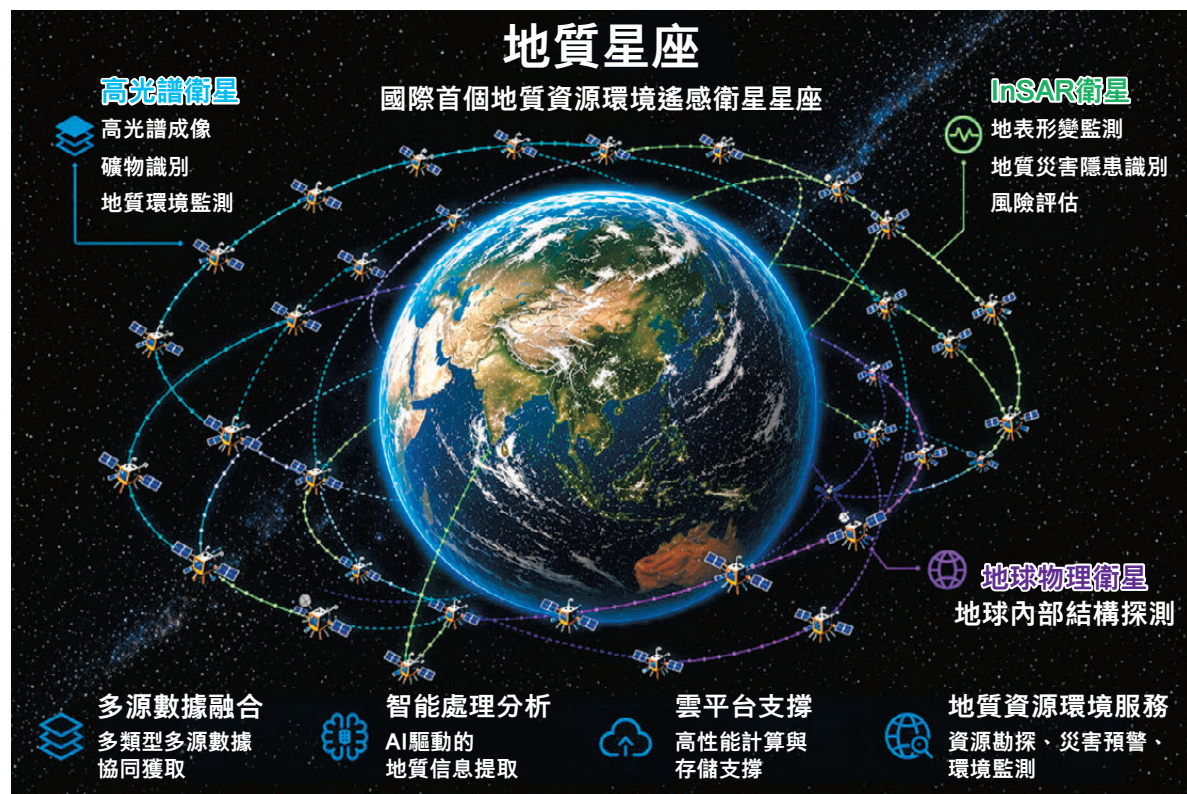 地質星座
國際首個地質資源環境遙感衛星星座
高光譜衛星
高光譜成像
礦物識別
地質環境監測
InSAR衛星
地表形變監測
地質災害隱患識別
風險評估
地球物理衛星
地球內部結構探測
多源數據融合
多類型多源數據
協同獲取
智能處理分析
AI驅動的
地質信息提取
雲平台支撐
高性能計算與
存儲支撐
地質資源環境服務
資源勘探、災害預警、
環境監測